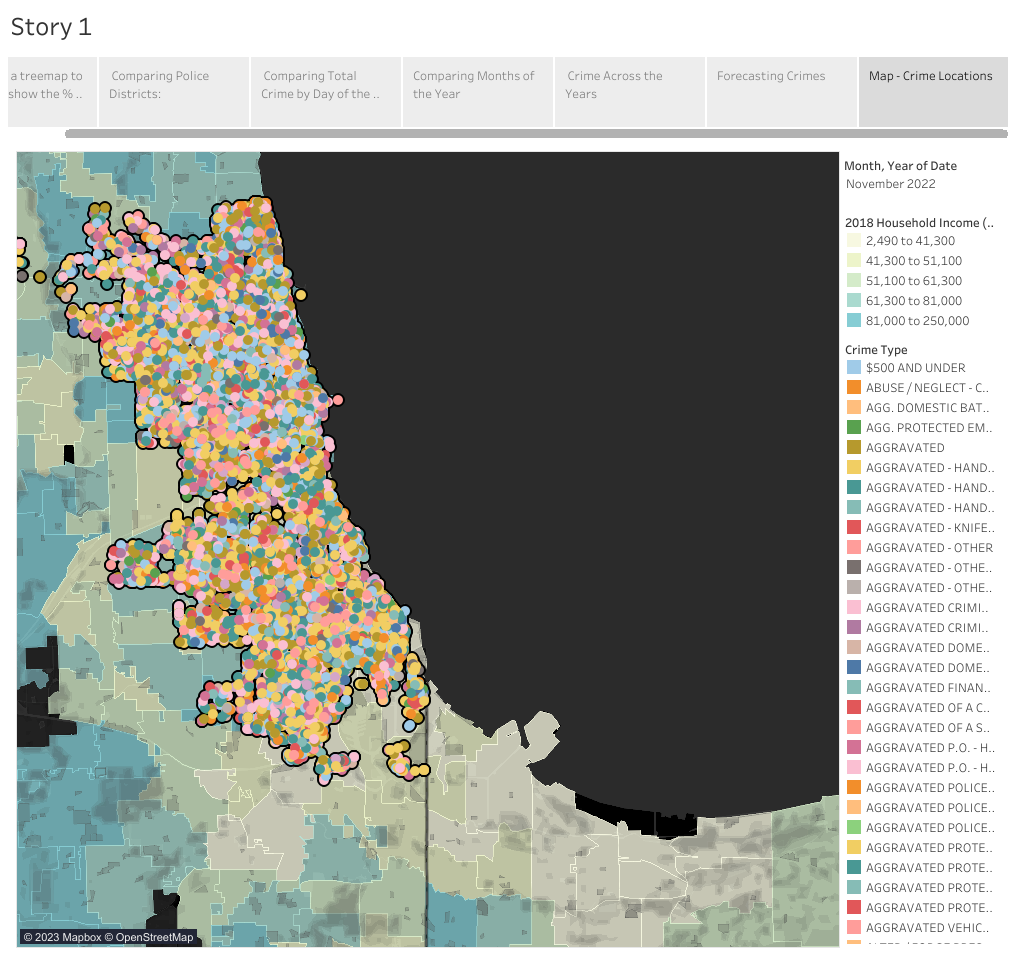 Story 1
a treemap to
show the % ..
Comparing Police
Districts:
Comparing Total
Crime by Day of the ..
Comparing Months of
the Year
Crime Across the
Years
Forecasting Crimes
Map - Crime Locations
Month, Year of Date
November 2022
2018 Household Income (..
2,490 to 41,300
41,300 to 51,100
51,100 to 61,300
61,300 to 81,000
81,000 to 250,000
Crime Type
$500 AND UNDER
ABUSE / NEGLECT - C..
AGG. DOMESTIC BAT..
AGG. PROTECTED EM..
AGGRAVATED
AGGRAVATED - HAND..
AGGRAVATED - HAND..
AGGRAVATED - HAND..
AGGRAVATED - KNIFE..
AGGRAVATED - OTHER
AGGRAVATED - OTHE..
AGGRAVATED - OTHE..
AGGRAVATED CRIMI..
AGGRAVATED CRIMI..
AGGRAVATED DOME..
AGGRAVATED DOME..
AGGRAVATED FINAN..
AGGRAVATED OF A C..
AGGRAVATED OF A S..
AGGRAVATED P.O. - H..
AGGRAVATED P.O. - H..
AGGRAVATED POLICE..
AGGRAVATED POLICE..
AGGRAVATED POLICE..
AGGRAVATED PROTE..
AGGRAVATED PROTE..
AGGRAVATED PROTE..
AGGRAVATED PROTE..
AGGRAVATED VEHIC..
© 2023 Mapbox © OpenStreetMap